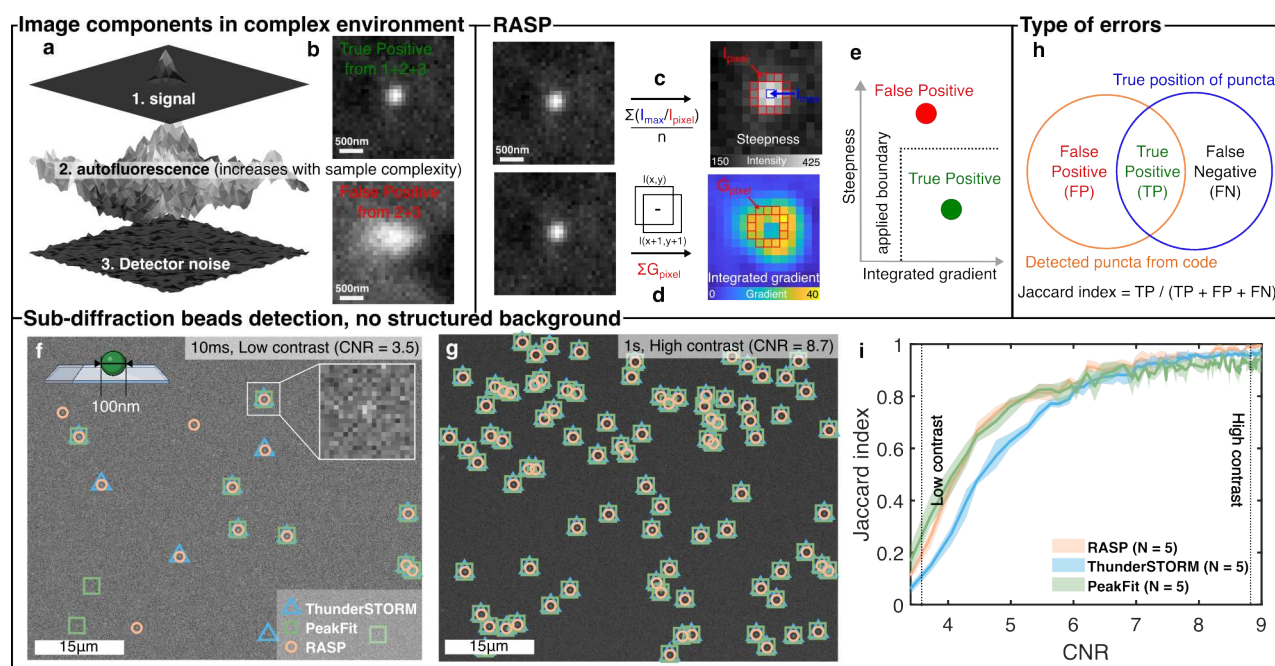 Image components in complex environment
RASP
Type of errors
a
1. signal
2. autofluorescence (increases with sample complexity)
3. Detector noise
b
True Positive
from 1+2+3
500nm
False Positive
from 2+3
500nm
500nm
c
Σ(Imax/Ipixel)
n
Ipixel
Imax
Steepness
150 Intensity 425
500nm
I(x,y)
-
I(x+1,y+1)
ΣGpixel
d
Gpixel
Integrated gradient
0 Gradient 40
e
Steepness
False Positive
applied boundary
True Positive
Integrated gradient
h
True position of puncta
False
Positive
(FP)
True
Positive
(TP)
False
Negative
(FN)
Detected puncta from code
Jaccard index = TP / (TP + FP + FN)
Sub-diffraction beads detection, no structured background
f
10ms, Low contrast (CNR = 3.5)
100nm
ThunderSTORM
PeakFit
RASP
15μm
g
1s, High contrast (CNR = 8.7)
15μm
i
Jaccard index
1
0.8
0.6
0.4
0.2
0
Low contrast
High contrast
RASP (N = 5)
ThunderSTORM (N = 5)
PeakFit (N = 5)
4 5 6 7 8 9
CNR